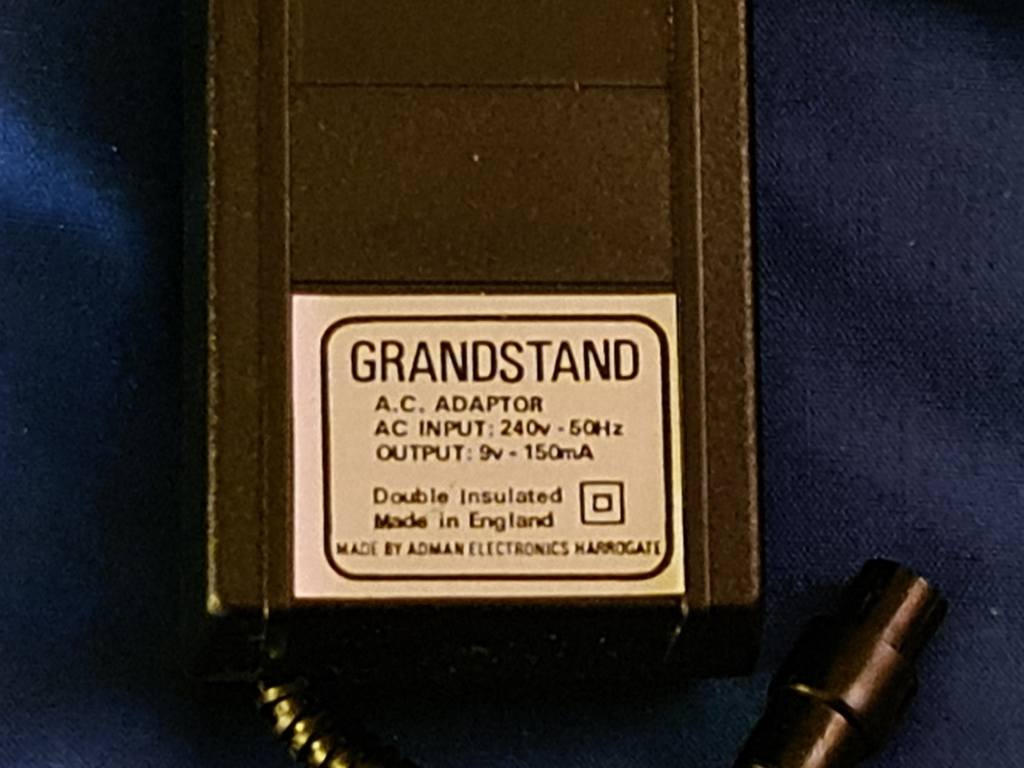 GRANDSTAND
A.C. ADAPTOR
AC INPUT: 240v - 50Hz
OUTPUT: 9v - 150mA
Double Insulated
Made in England
MADE BY ADMAN ELECTRONICS HARROGATE